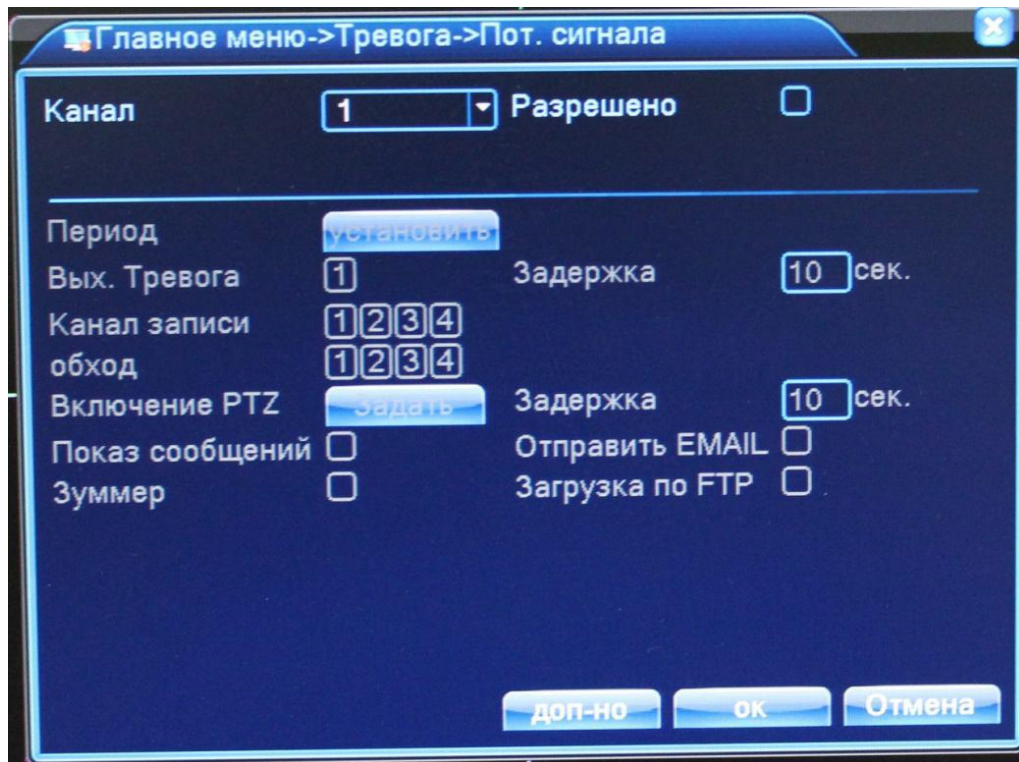 Главное меню->Тревога->Пот. сигнала
Канал 1 Разрешено
Период установить
Вых. Тревога 1 Задержка 10 сек.
Канал записи 1 2 3 4
обход 1 2 3 4
Включение PTZ Задать Задержка 10 сек.
Показ сообщений Отправить EMAIL
Зуммер Загрузка по FTP
доп-но ок Отмена